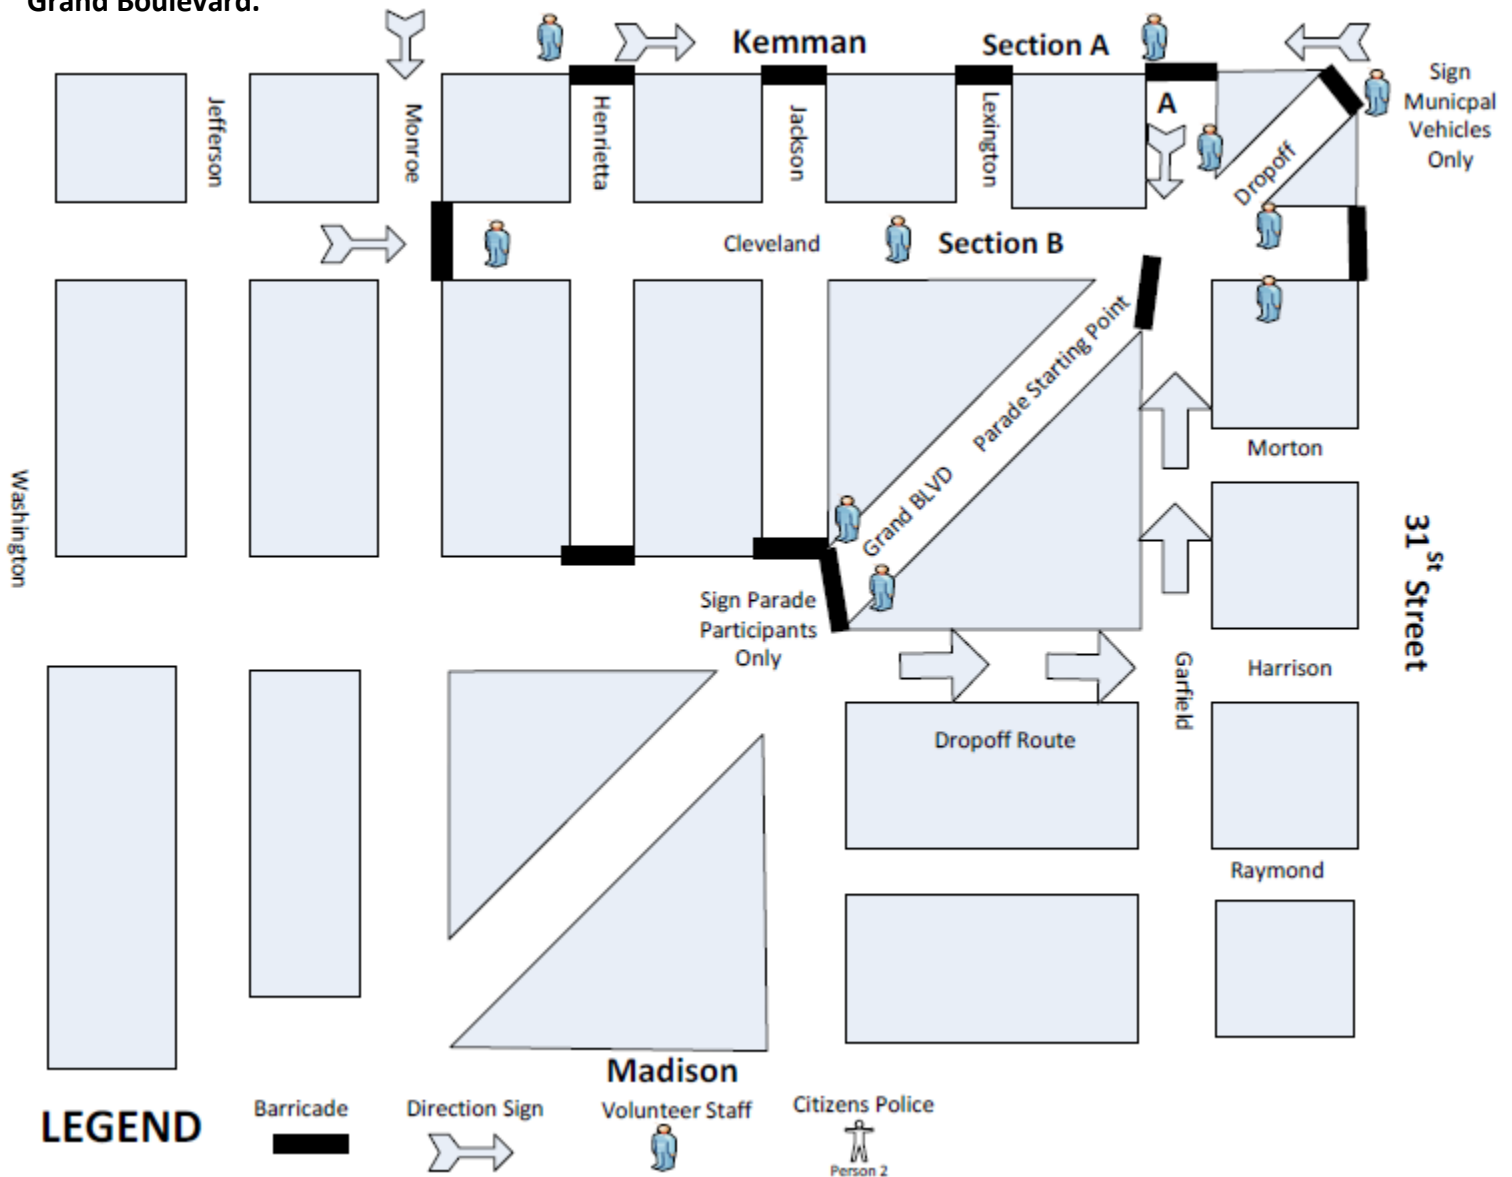 Grand Boulevard.
Kemman
Section A
Sign
Municpal
Vehicles
Only
Jefferson
Monroe
Henrietta
Jackson
Lexington
A
Dropoff
Cleveland
Section B
Parade Starting Point
Grand BLVD
Morton
Washington
31St Street
Sign Parade
Participants
Only
Garfield
Harrison
Dropoff Route
Raymond
Madison
LEGEND
Barricade
Direction Sign
Volunteer Staff
Citizens Police
Person 2